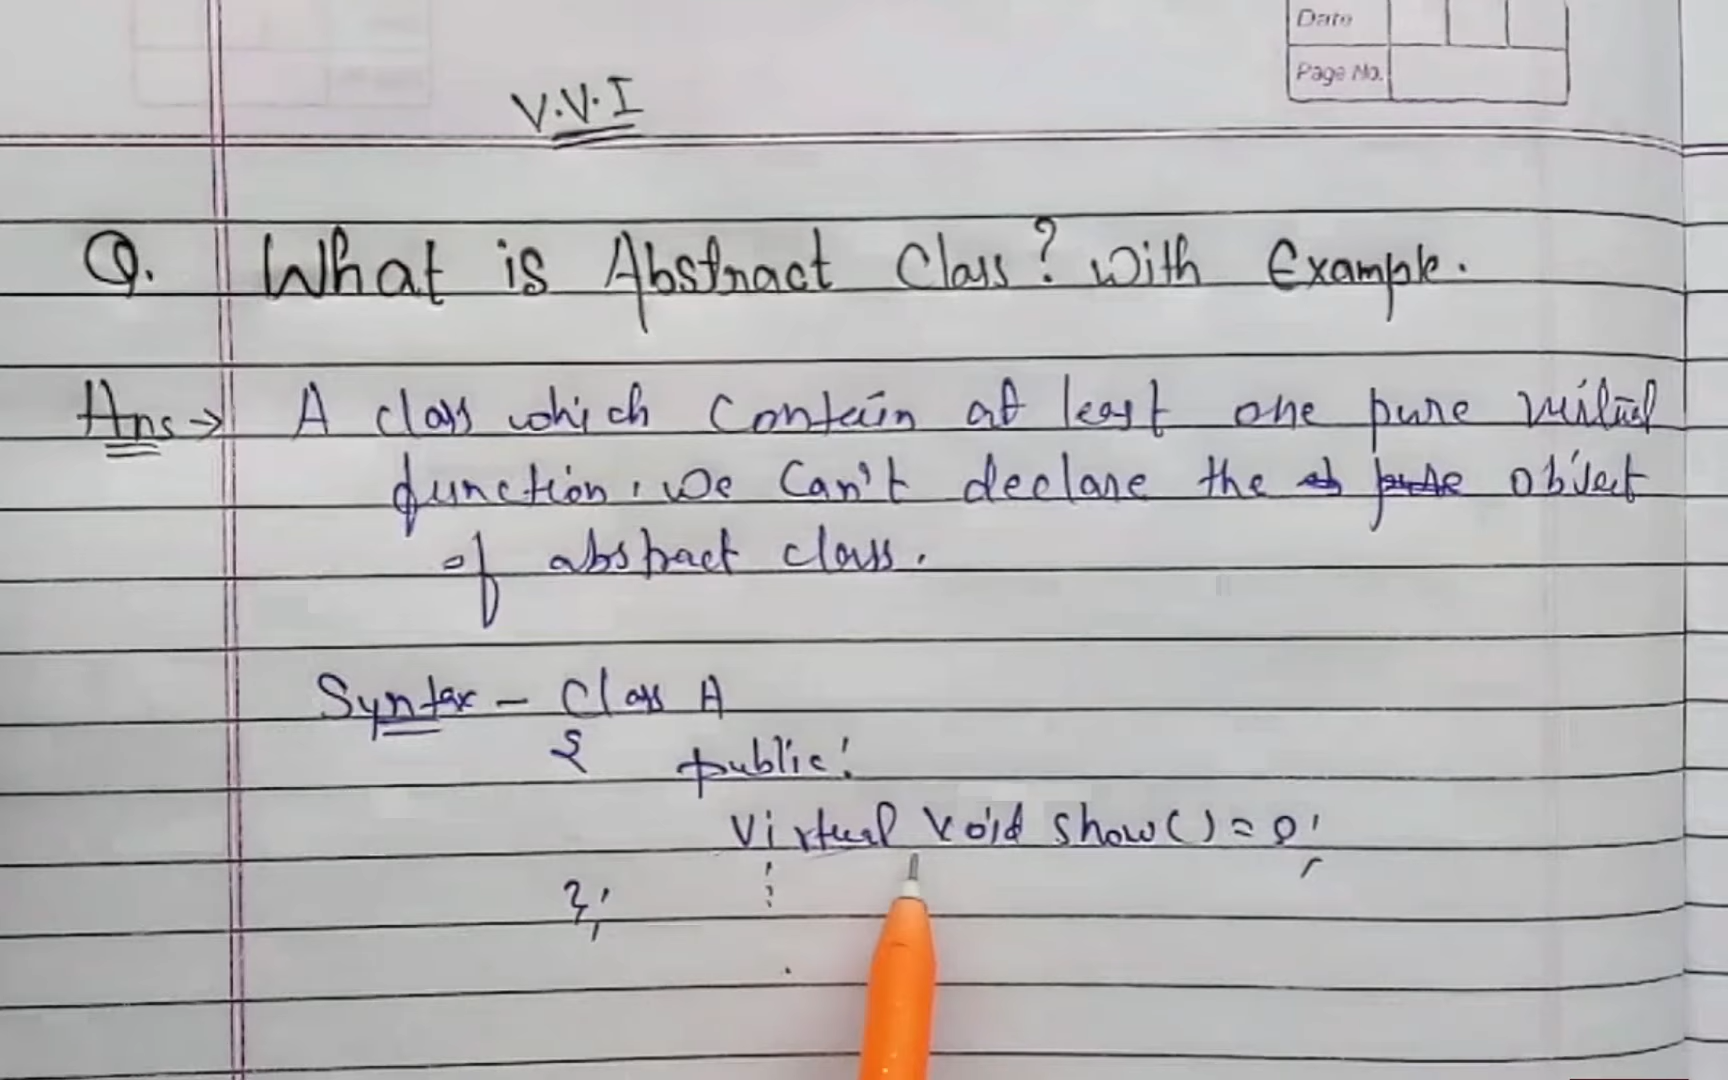 Date
Page No.
V.V.I
Q. What is Abstract Class? with Example.
Ans → A class which contain at least one pure virtual
function. we can't declare the object
of abstract class.
Syntax - Class A
{ public:
Virtual void show() = 0;
};